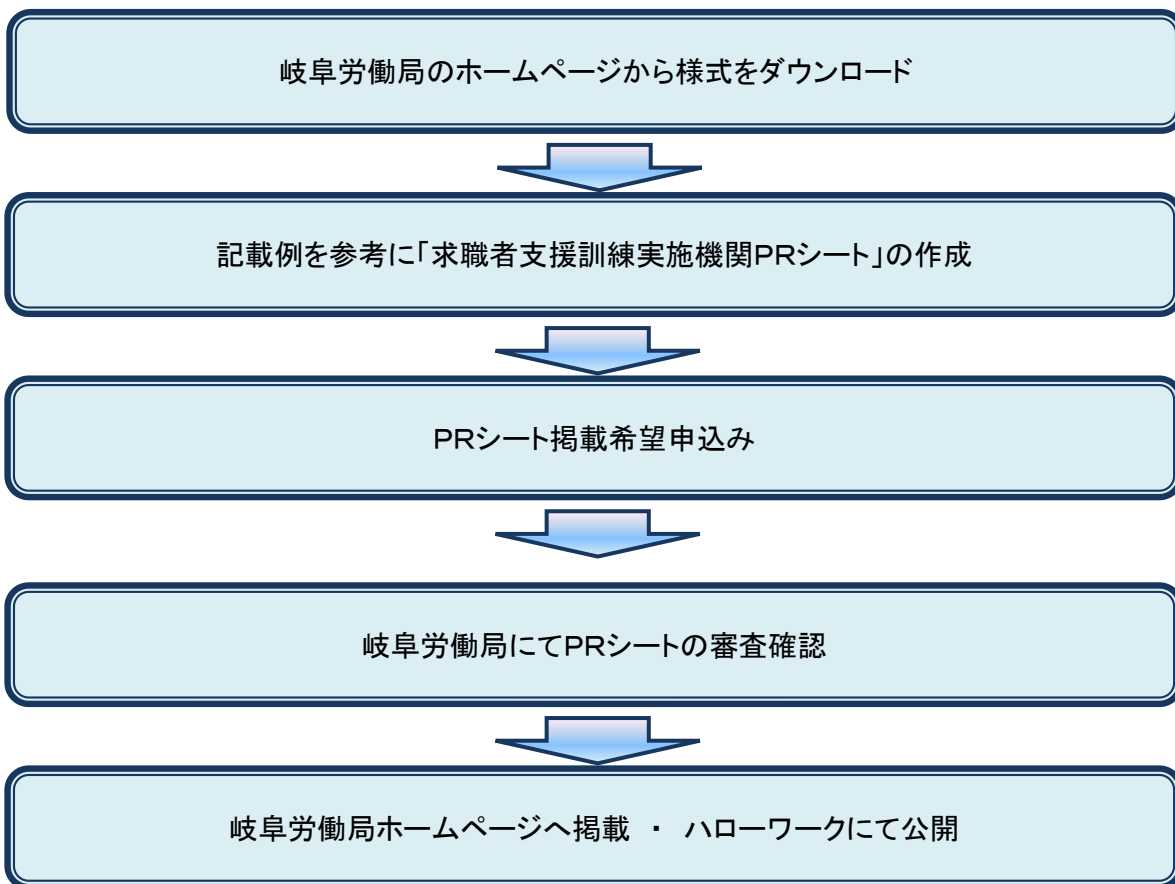 岐阜労働局のホームページから様式をダウンロード
記載例を参考に「求職者支援訓練実施機関PRシート」の作成
PRシート掲載希望申込み
岐阜労働局にてPRシートの審査確認
岐阜労働局ホームページへ掲載 ・ ハローワークにて公開